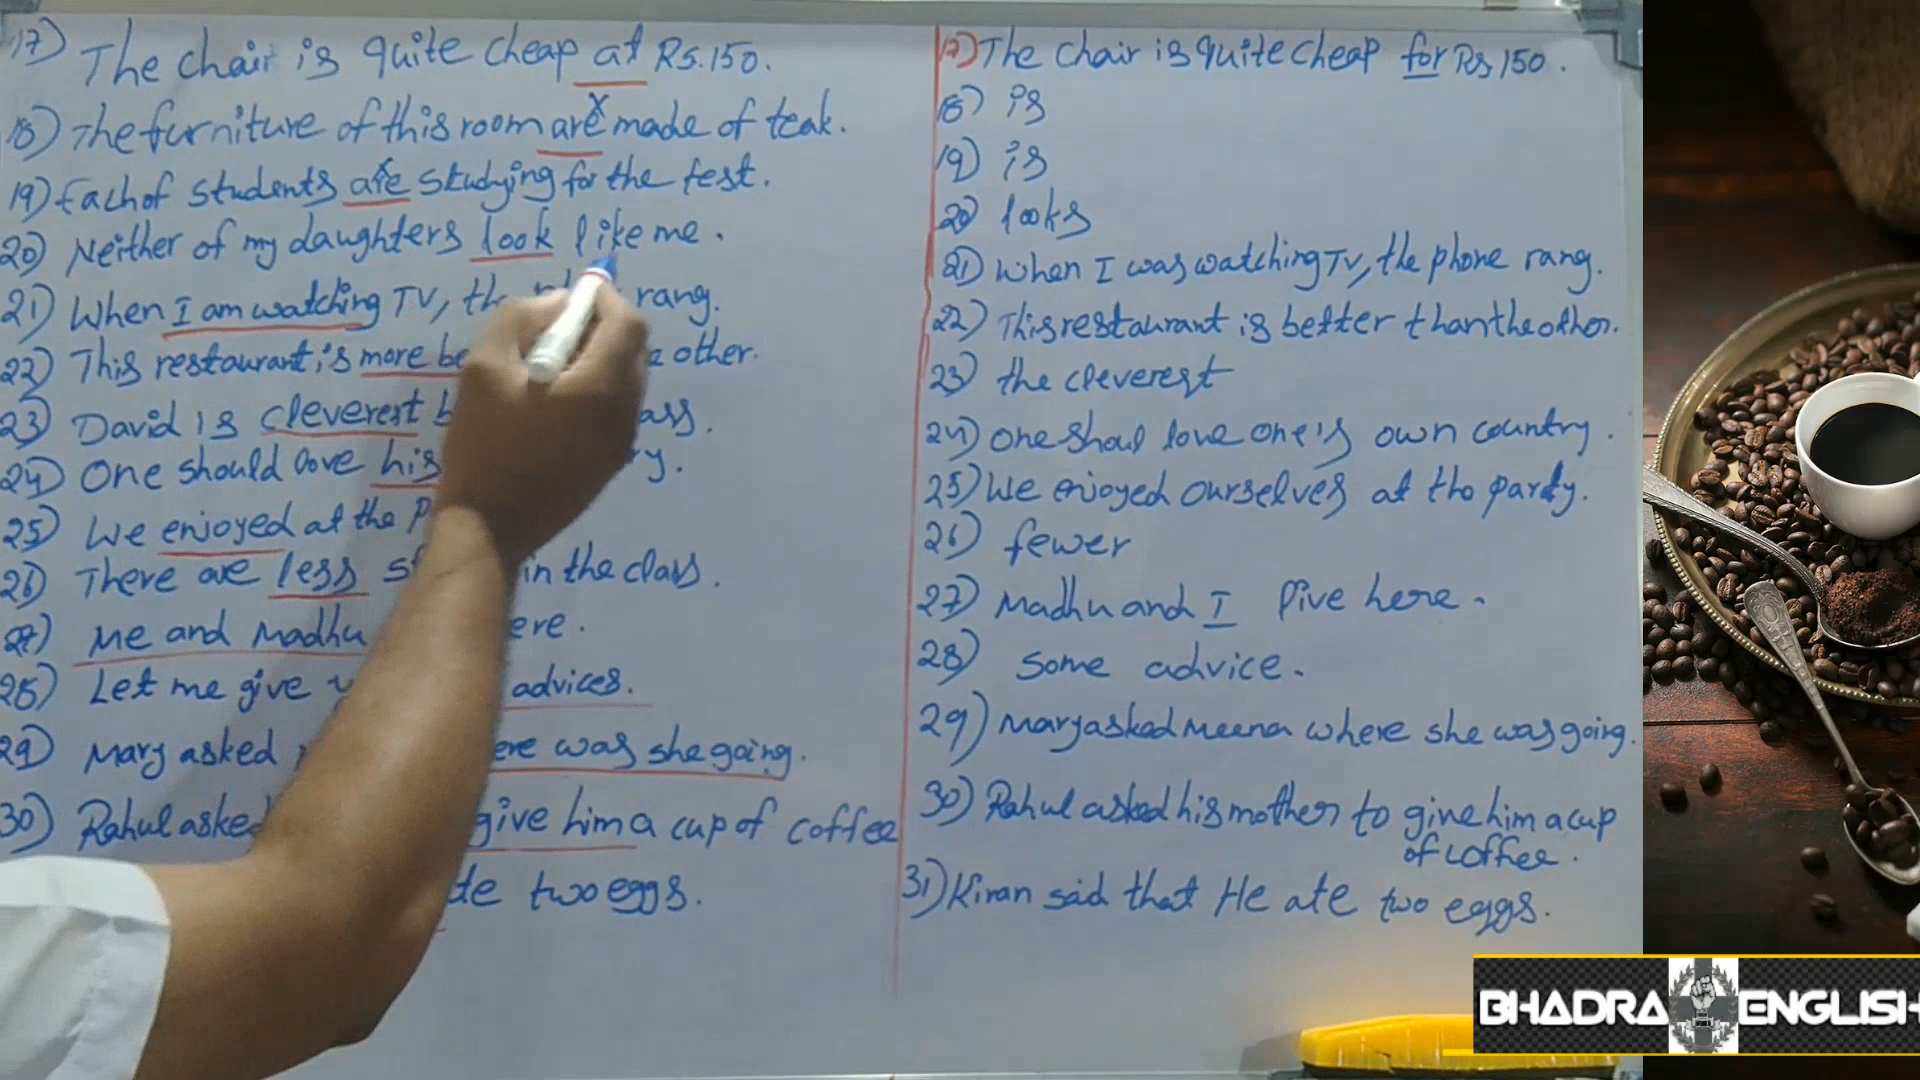 17) The chair is quite cheap at Rs.150.
18) The furniture of this room are made of teak.
19) Each of students are studying for the test.
20) Neither of my daughters look like me.
21) When I am watching TV, rang.
22) This restaurant is more other.
23) David is cleverest
24) One should love his
25) We enjoyed at the
26) There are less in the class.
27) Me and Madhu
28) Let me give advices.
29) Mary asked was she going.
30) Rahul asked give him a cup of coffee
two eggs.
17) The chair is quite cheap for Rs 150.
18) is
19) is
20) looks
21) When I was watching TV, the phone rang.
22) This restaurant is better than the other.
23) the cleverest
24) One shoul love one's own country.
25) We enjoyed ourselves at the party.
26) fewer
27) Madhu and I live here.
28) Some advice.
29) Mary asked Meena where she was going.
30) Rahul asked his mother to give him a cup
of coffee.
31) Kiran said that He ate two eggs.
BHADRA ENGLISH